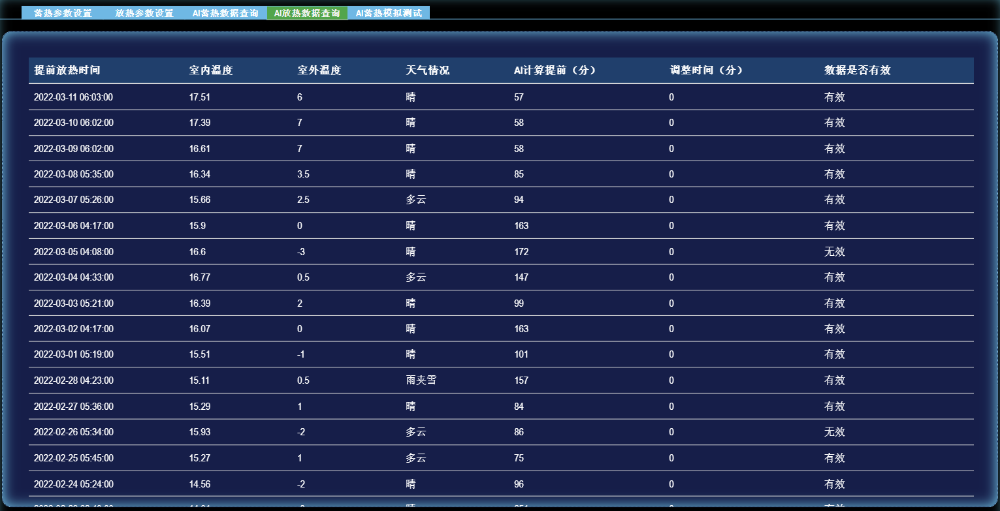 蓄热参数设置 放热参数设置 AI蓄热数据查询 AI放热数据查询 AI蓄热模拟测试
提前放热时间 室内温度 室外温度 天气情况 AI计算提前（分） 调整时间（分） 数据是否有效
2022-03-11 06:03:00 17.51 6 晴 57 0 有效
2022-03-10 06:02:00 17.39 7 晴 58 0 有效
2022-03-09 06:02:00 16.61 7 晴 58 0 有效
2022-03-08 05:35:00 16.34 3.5 晴 85 0 有效
2022-03-07 05:26:00 15.66 2.5 多云 94 0 有效
2022-03-06 04:17:00 15.9 0 晴 163 0 有效
2022-03-05 04:08:00 16.6 -3 晴 172 0 无效
2022-03-04 04:33:00 16.77 0.5 多云 147 0 有效
2022-03-03 05:21:00 16.39 2 晴 99 0 有效
2022-03-02 04:17:00 16.07 0 晴 163 0 有效
2022-03-01 05:19:00 15.51 -1 晴 101 0 有效
2022-02-28 04:23:00 15.11 0.5 雨夹雪 157 0 有效
2022-02-27 05:36:00 15.29 1 晴 84 0 有效
2022-02-26 05:34:00 15.93 -2 多云 86 0 无效
2022-02-25 05:45:00 15.27 1 多云 75 0 有效
2022-02-24 05:24:00 14.56 -2 晴 96 0 有效